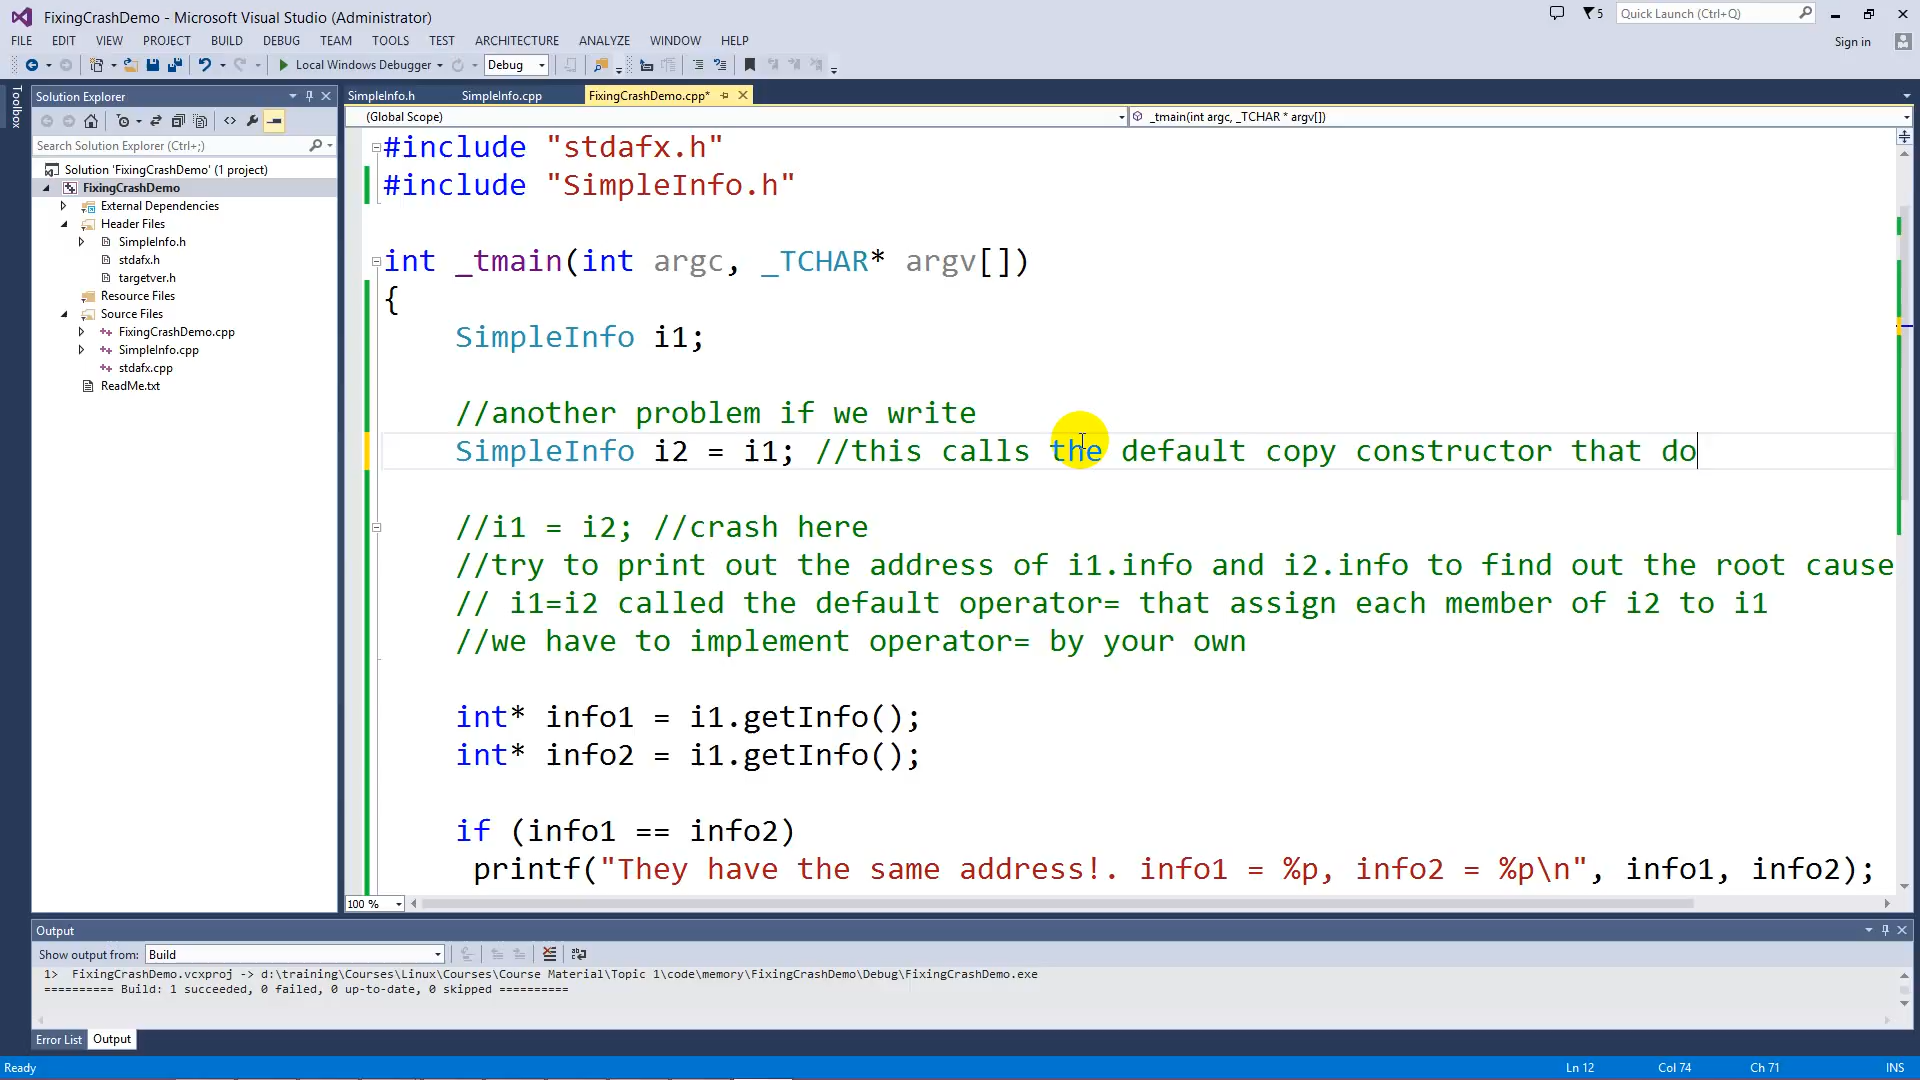 FixingCrashDemo - Microsoft Visual Studio (Administrator)
5
Quick Launch (Ctrl+Q)
FILE EDIT VIEW PROJECT BUILD DEBUG TEAM TOOLS TEST ARCHITECTURE ANALYZE WINDOW HELP
Sign in
Local Windows Debugger
Debug
Toolbox
Solution Explorer
Search Solution Explorer (Ctrl+;)
Solution 'FixingCrashDemo' (1 project)
FixingCrashDemo
External Dependencies
Header Files
SimpleInfo.h
stdafx.h
targetver.h
Resource Files
Source Files
FixingCrashDemo.cpp
SimpleInfo.cpp
stdafx.cpp
ReadMe.txt
SimpleInfo.h SimpleInfo.cpp FixingCrashDemo.cpp*
(Global Scope)
_tmain(int argc, _TCHAR * argv[])
#include "stdafx.h"
#include "SimpleInfo.h"
int _tmain(int argc, _TCHAR* argv[])
{
SimpleInfo i1;
//another problem if we write
SimpleInfo i2 = i1; //this calls the default copy constructor that do
//i1 = i2; //crash here
//try to print out the address of i1.info and i2.info to find out the root cause
// i1=i2 called the default operator= that assign each member of i2 to i1
//we have to implement operator= by your own
int* info1 = i1.getInfo();
int* info2 = i1.getInfo();
if (info1 == info2)
printf("They have the same address!. info1 = %p, info2 = %p\n", info1, info2);
100 %
Output
Show output from: Build
1> FixingCrashDemo.vcxproj -> d:\training\Courses\Linux\Courses\Course Material\Topic 1\code\memory\FixingCrashDemo\Debug\FixingCrashDemo.exe
========== Build: 1 succeeded, 0 failed, 0 up-to-date, 0 skipped ==========
Error List Output
Ready
Ln 12 Col 74 Ch 71 INS